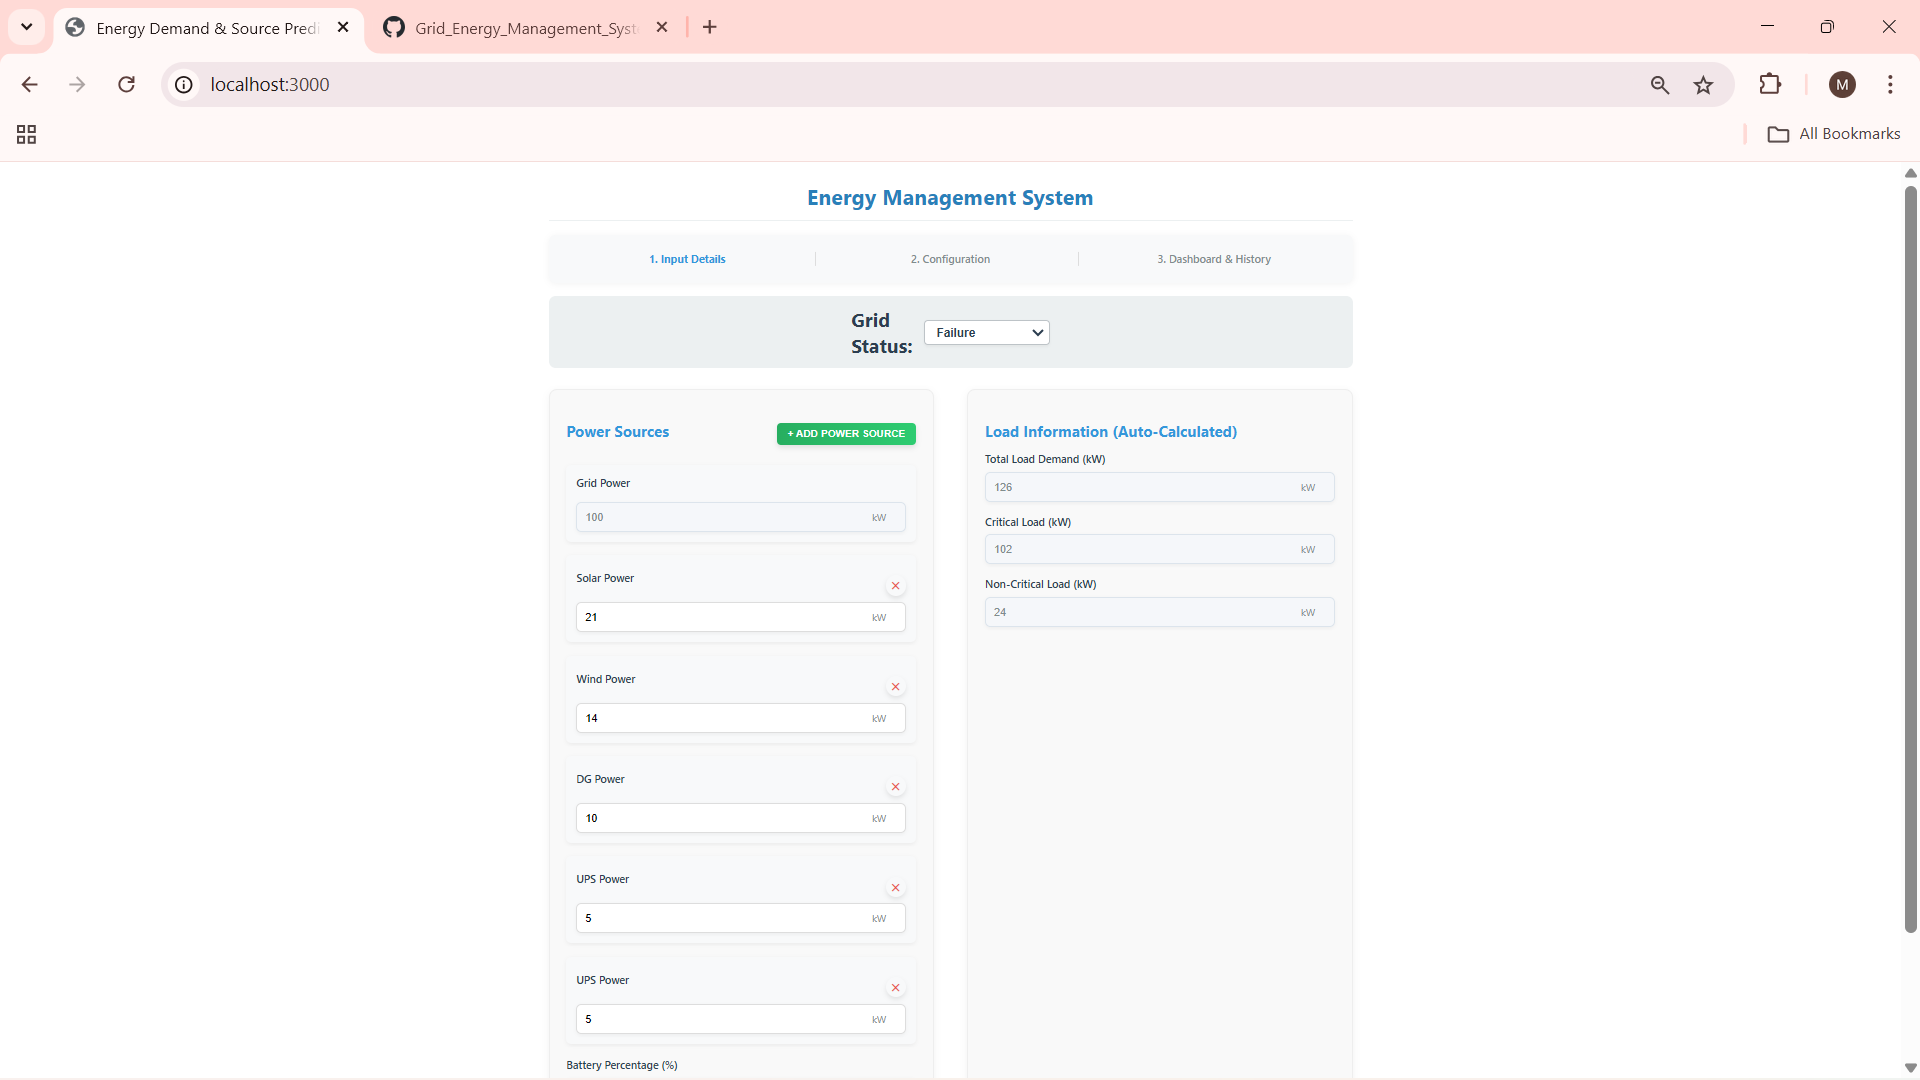 Energy Demand & Source Predi
Grid_Energy_Management_Syst
localhost:3000
M
All Bookmarks
Energy Management System
1. Input Details
2. Configuration
3. Dashboard & History
Grid Status:
Failure
Power Sources
+ ADD POWER SOURCE
Grid Power
100 kW
Solar Power
21 kW
Wind Power
14 kW
DG Power
10 kW
UPS Power
5 kW
UPS Power
5 kW
Battery Percentage (%)
Load Information (Auto-Calculated)
Total Load Demand (kW)
126 kW
Critical Load (kW)
102 kW
Non-Critical Load (kW)
24 kW